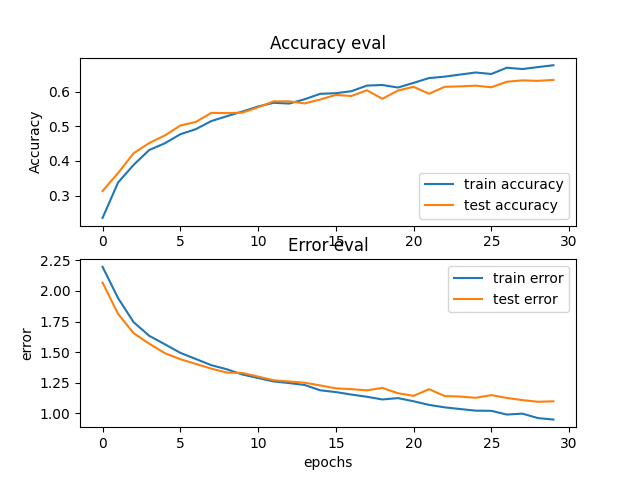 Accuracy eval
Accuracy
0.6
0.5
0.4
0.3
train accuracy
test accuracy
0 5 10 15 20 25 30
Error eval
error
2.25
2.00
1.75
1.50
1.25
1.00
train error
test error
0 5 10 15 20 25 30
epochs